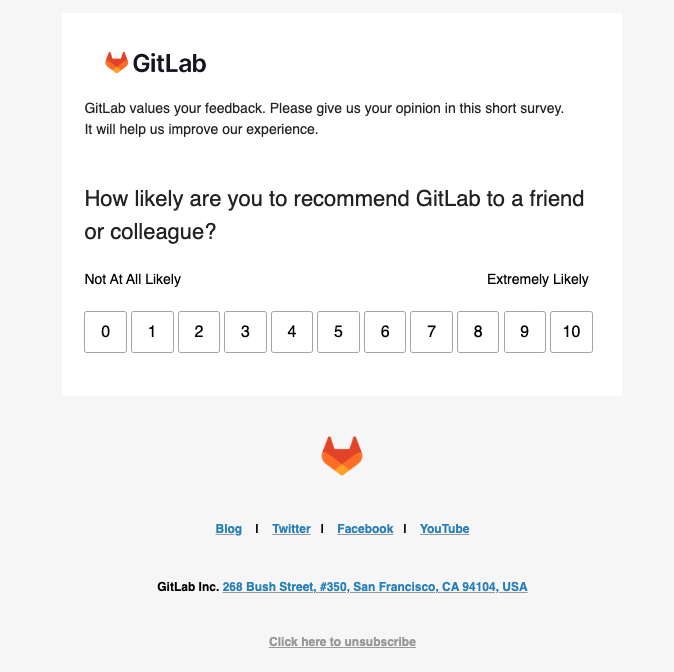 GitLab
GitLab values your feedback. Please give us your opinion in this short survey.
It will help us improve our experience.
How likely are you to recommend GitLab to a friend
or colleague?
Not At All Likely Extremely Likely
0 1 2 3 4 5 6 7 8 9 10
Blog | Twitter | Facebook | YouTube
GitLab Inc. 268 Bush Street, #350, San Francisco, CA 94104, USA
Click here to unsubscribe